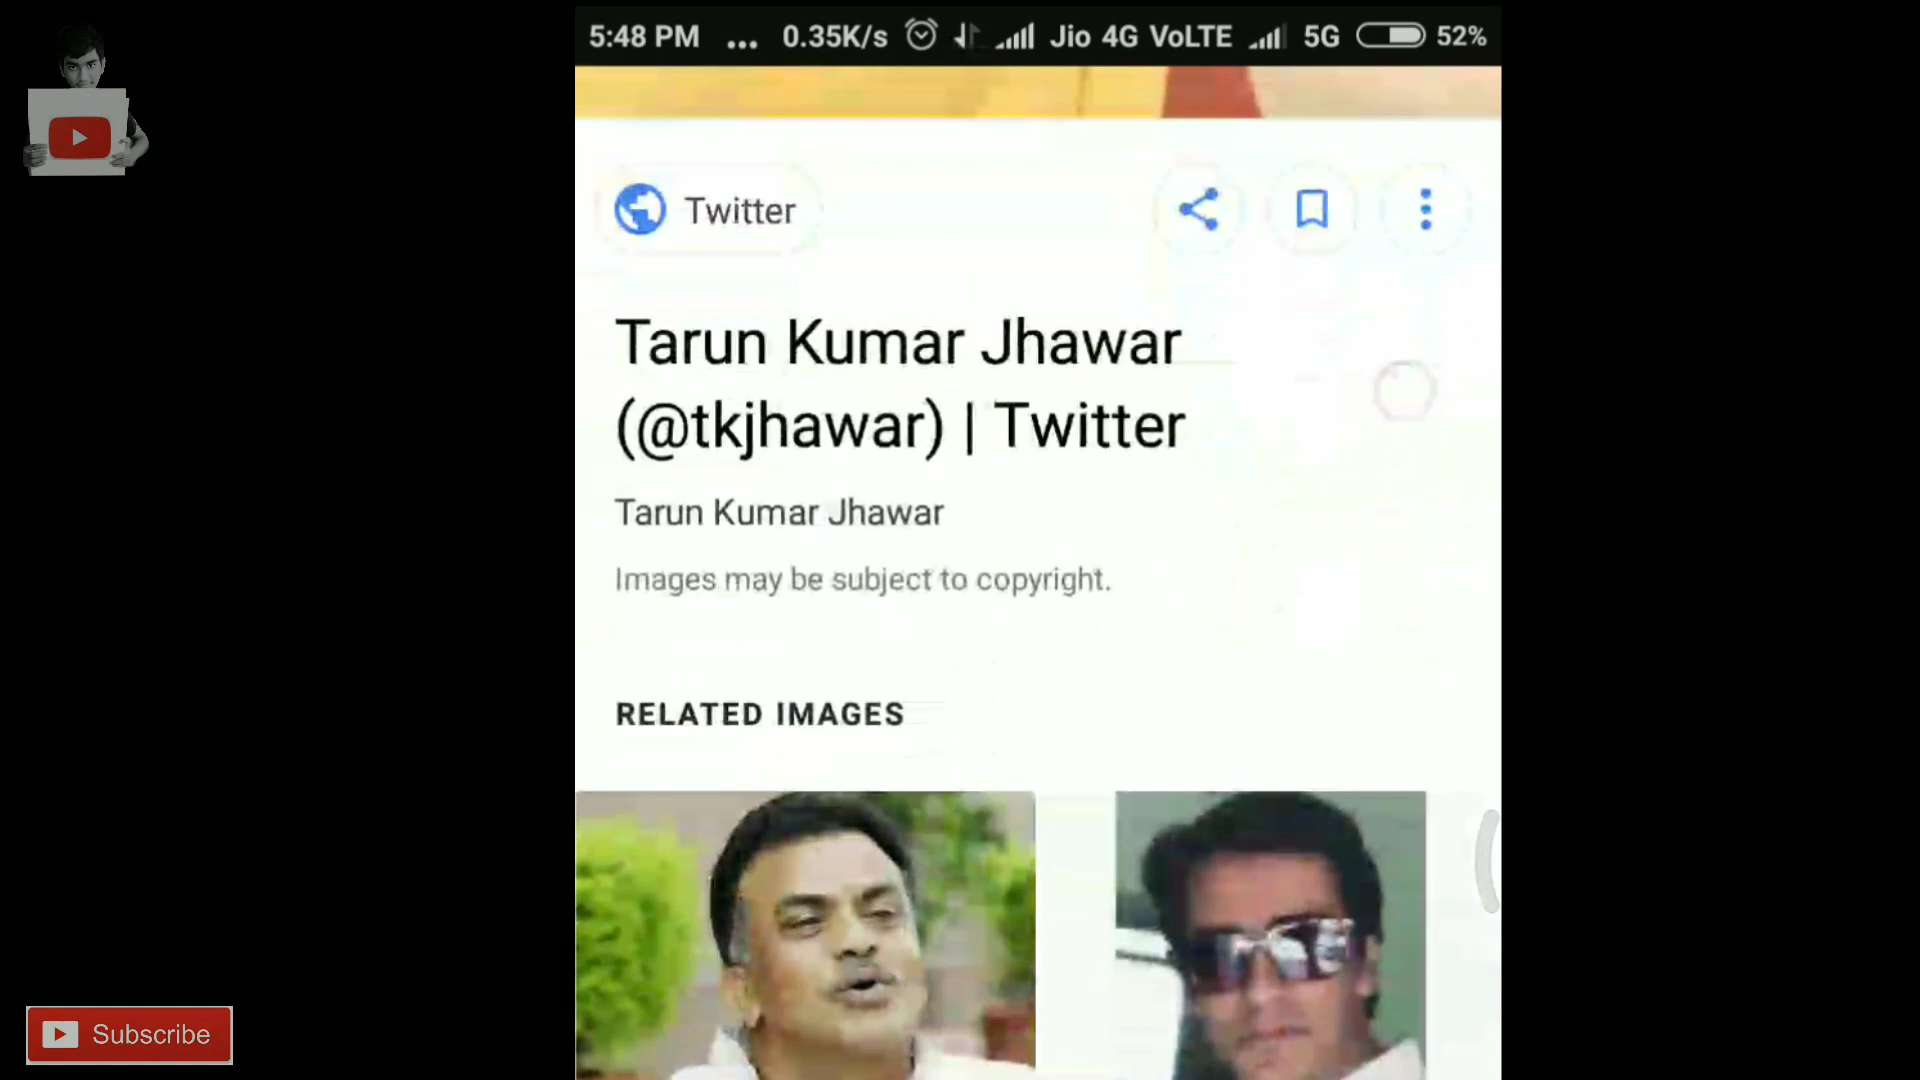 5:48 PM ... 0.35K/s Jio 4G VoLTE 5G 52%
Twitter
Tarun Kumar Jhawar
(@tkjhawar) | Twitter
Tarun Kumar Jhawar
Images may be subject to copyright.
RELATED IMAGES
Subscribe